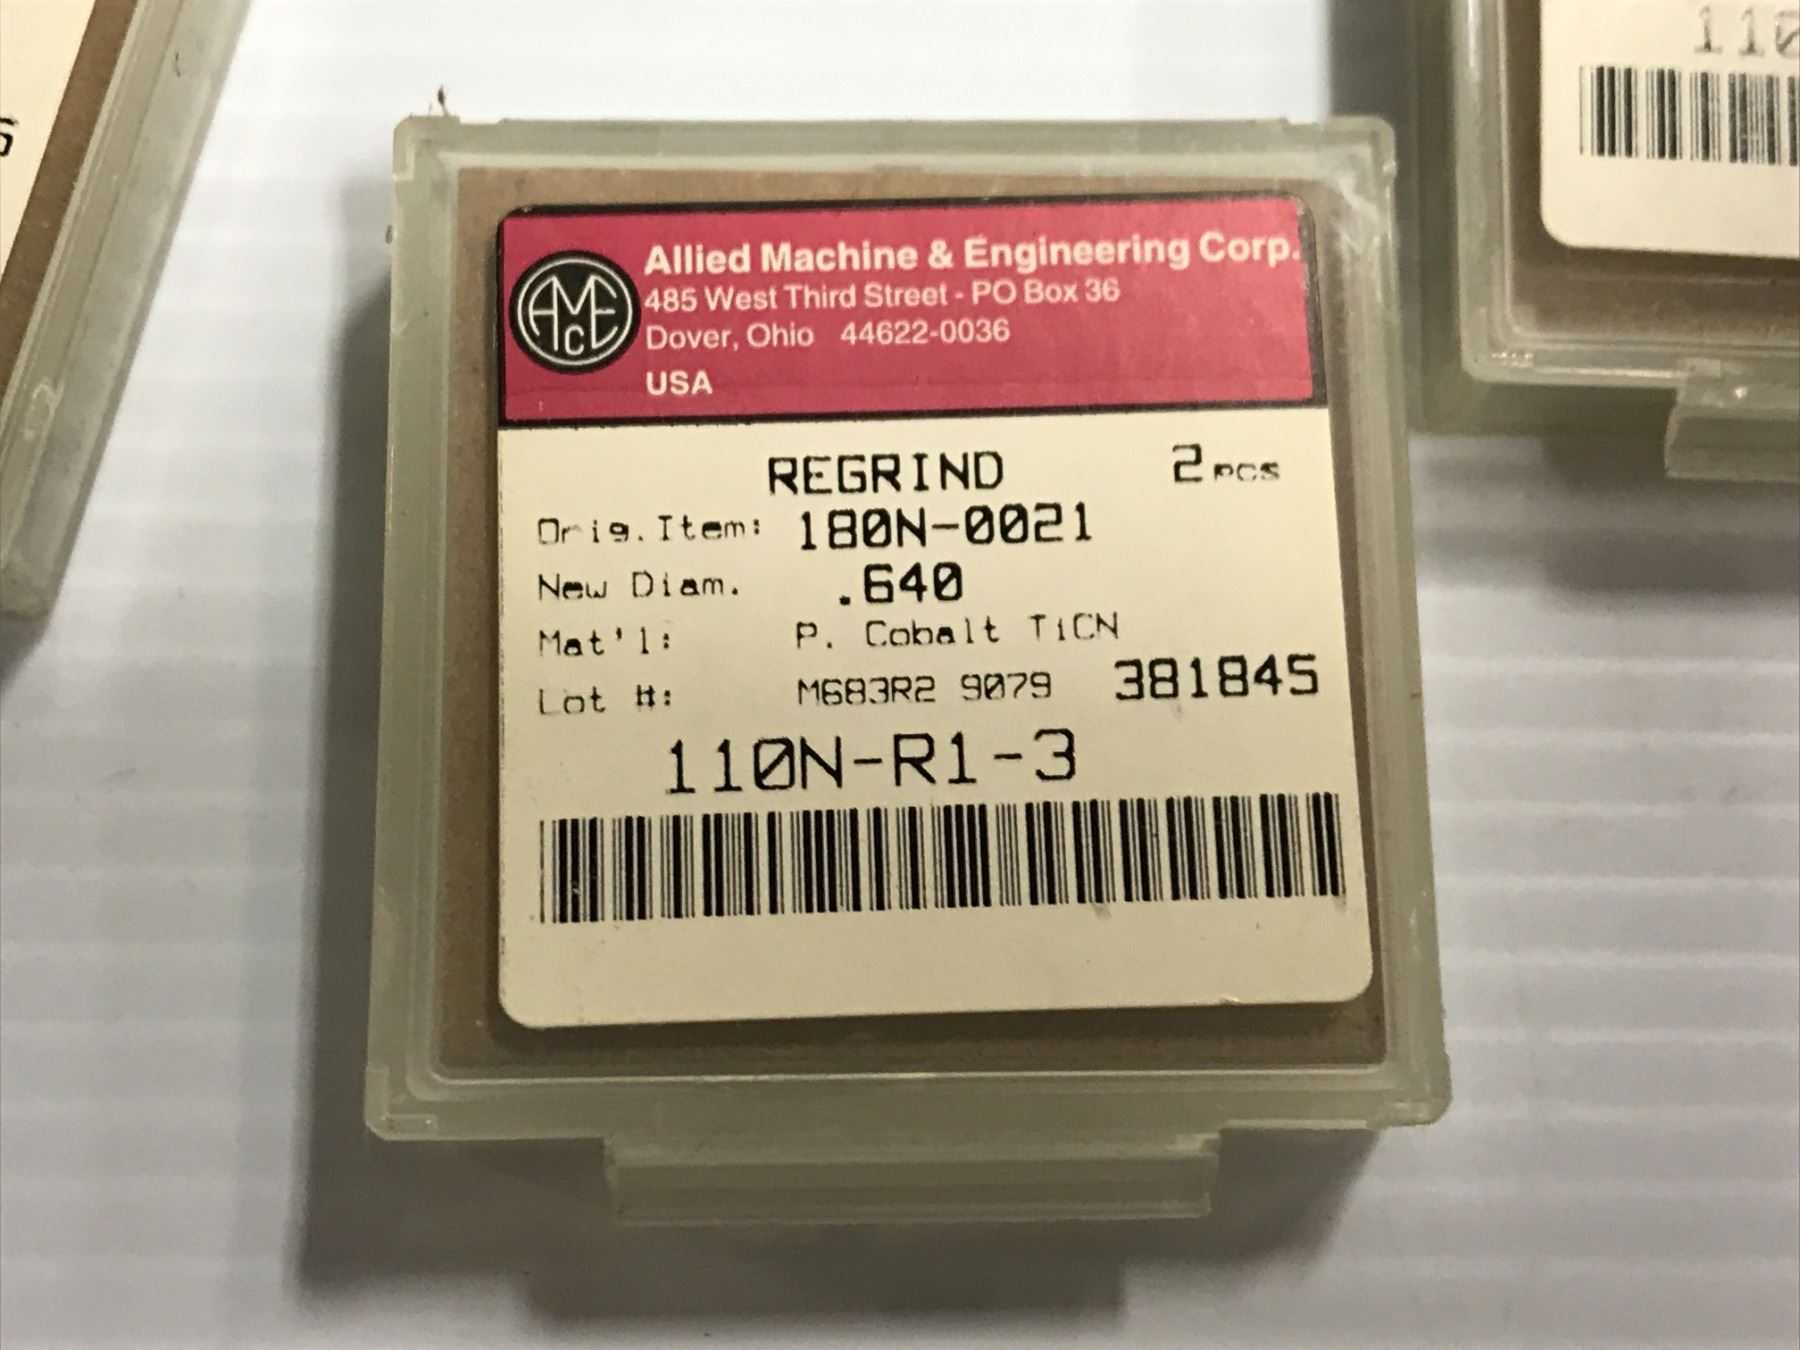 Allied Machine & Engineering Corp.
485 West Third Street - PO Box 36
Dover, Ohio 44622-0036
USA
AMEC
REGRIND 2 PCS
Orig.Item: 180N-0021
New Diam. .640
Mat'l: P. Cobalt TiCN
Lot #: M683R2 9079 381845
110N-R1-3